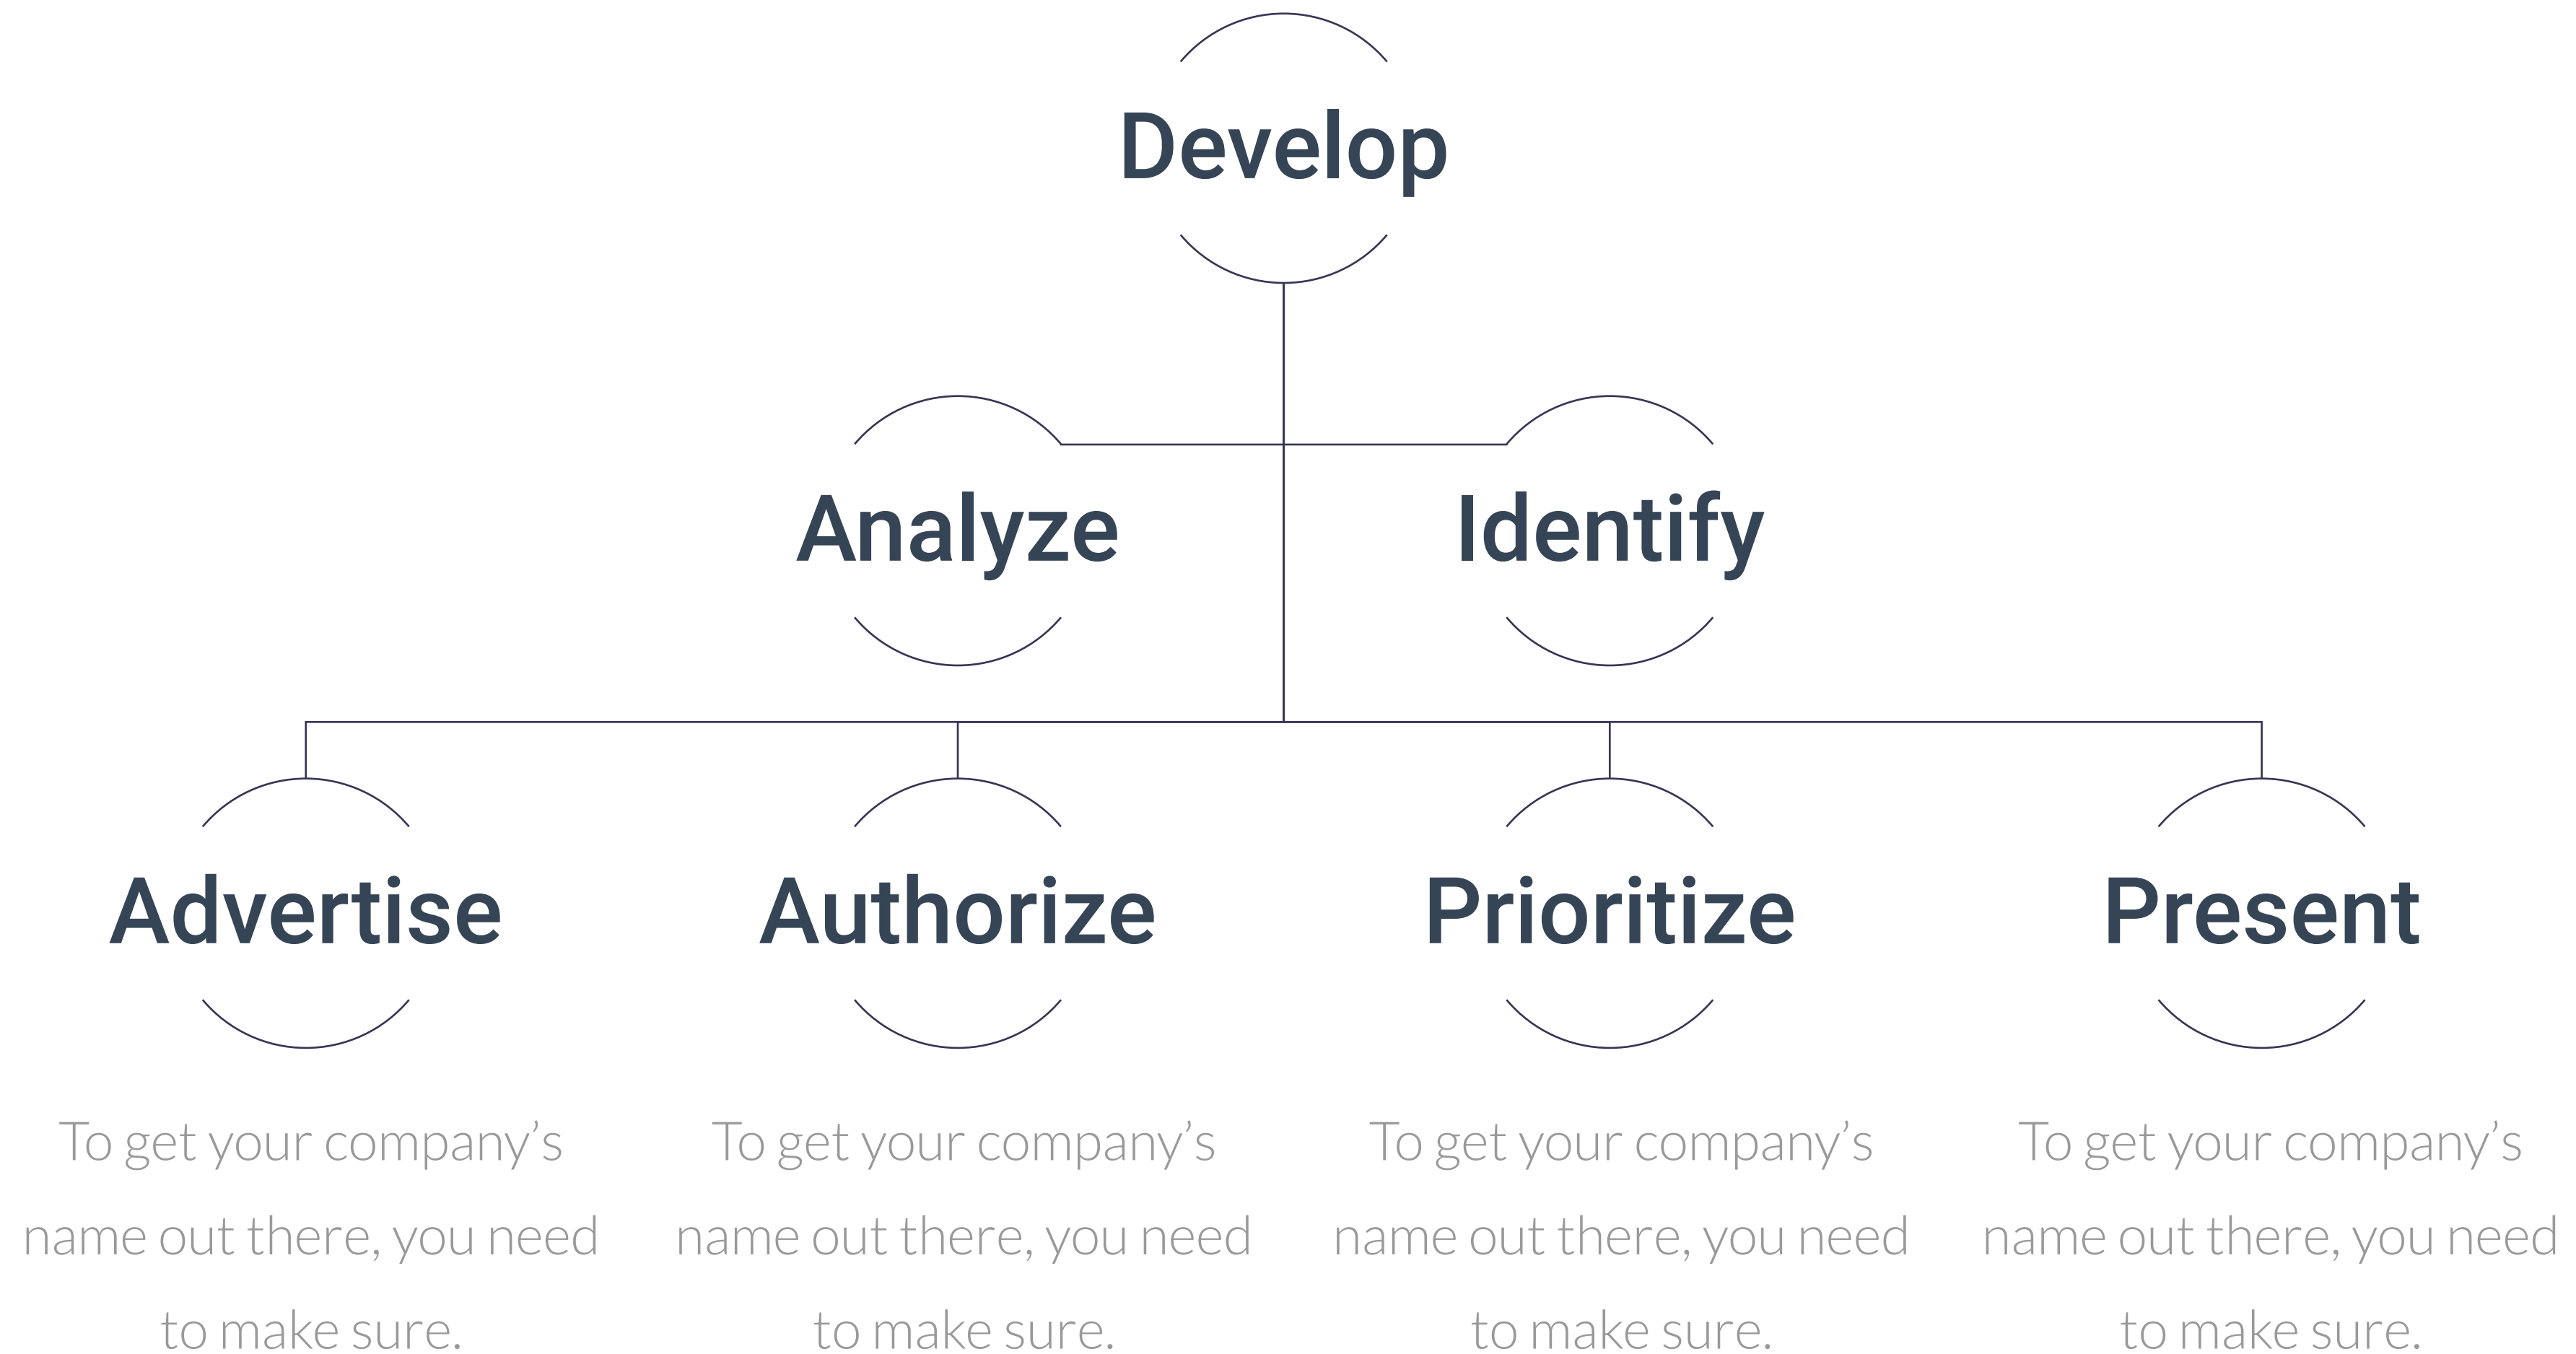 Develop
Analyze
Identify
Advertise
Authorize
Prioritize
Present
To get your company’s
name out there, you need
to make sure.
To get your company’s
name out there, you need
to make sure.
To get your company’s
name out there, you need
to make sure.
To get your company’s
name out there, you need
to make sure.